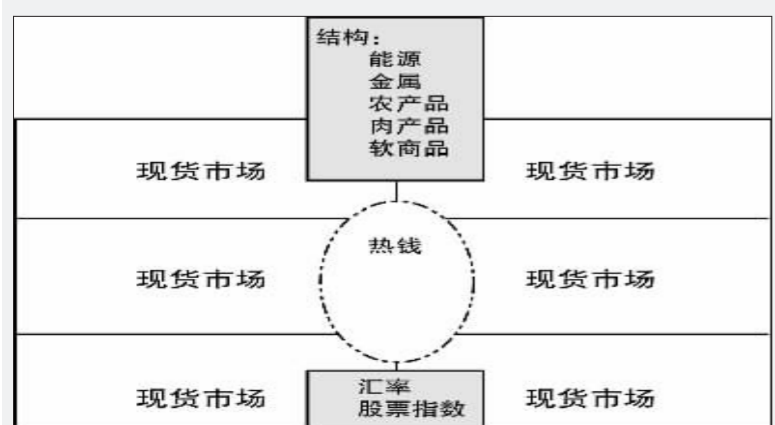 结构：
能源
金属
农产品
肉产品
软商品
现货市场
现货市场
热钱
现货市场
现货市场
汇率
股票指数
现货市场
现货市场